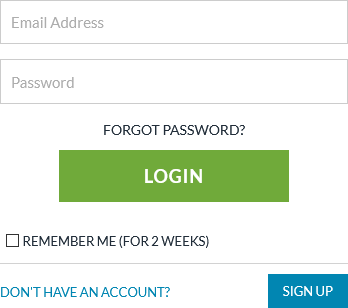 Email Address
Password
FORGOT PASSWORD?
LOGIN
REMEMBER ME (FOR 2 WEEKS)
DON'T HAVE AN ACCOUNT? SIGN UP